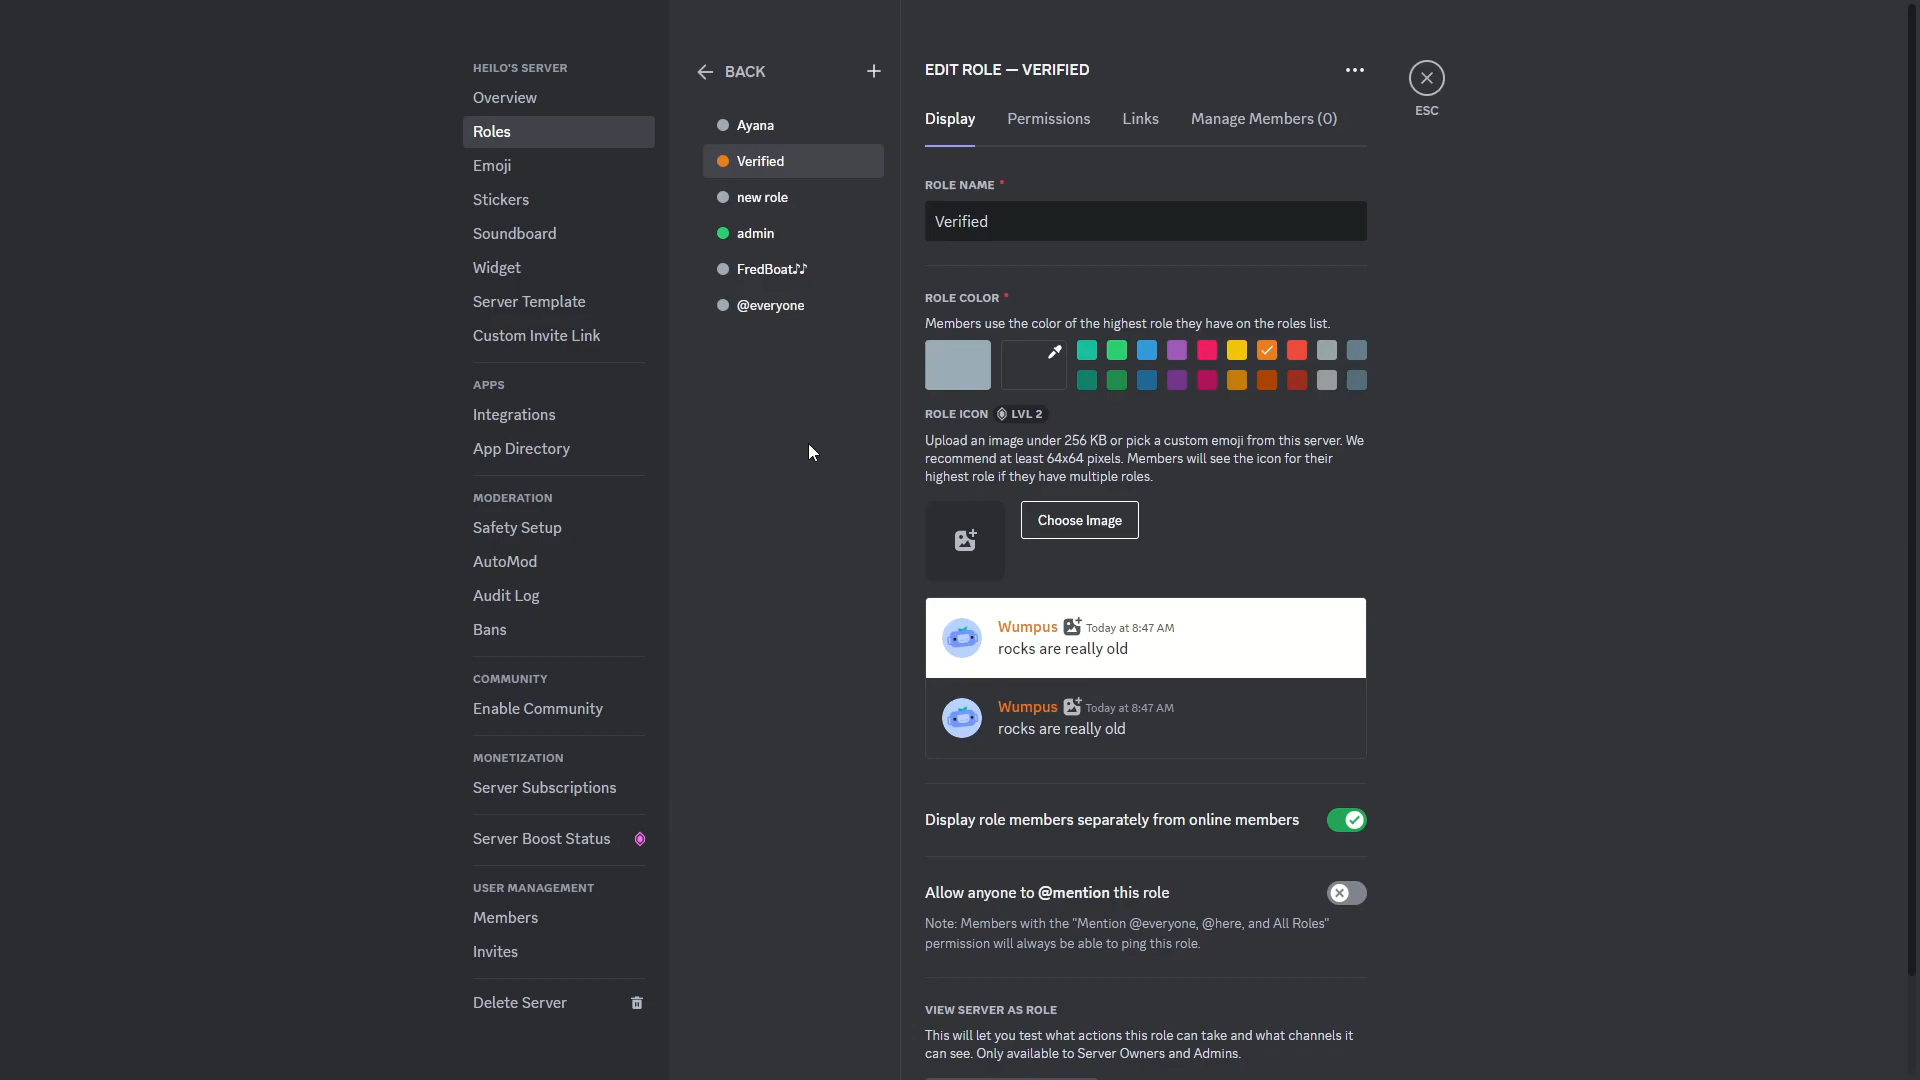 HEILO'S SERVER
Overview
Roles
Emoji
Stickers
Soundboard
Widget
Server Template
Custom Invite Link
APPS
Integrations
App Directory
MODERATION
Safety Setup
AutoMod
Audit Log
Bans
COMMUNITY
Enable Community
MONETIZATION
Server Subscriptions
Server Boost Status
USER MANAGEMENT
Members
Invites
Delete Server
BACK
Ayana
Verified
new role
admin
FredBoat♪♪
@everyone
EDIT ROLE — VERIFIED
Display Permissions Links Manage Members (0)
ROLE NAME *
Verified
ROLE COLOR *
Members use the color of the highest role they have on the roles list.
ROLE ICON LVL 2
Upload an image under 256 KB or pick a custom emoji from this server. We
recommend at least 64x64 pixels. Members will see the icon for their
highest role if they have multiple roles.
Choose Image
Wumpus Today at 8:47 AM
rocks are really old
Wumpus Today at 8:47 AM
rocks are really old
Display role members separately from online members
Allow anyone to @mention this role
Note: Members with the "Mention @everyone, @here, and All Roles"
permission will always be able to ping this role.
VIEW SERVER AS ROLE
This will let you test what actions this role can take and what channels it
can see. Only available to Server Owners and Admins.
ESC